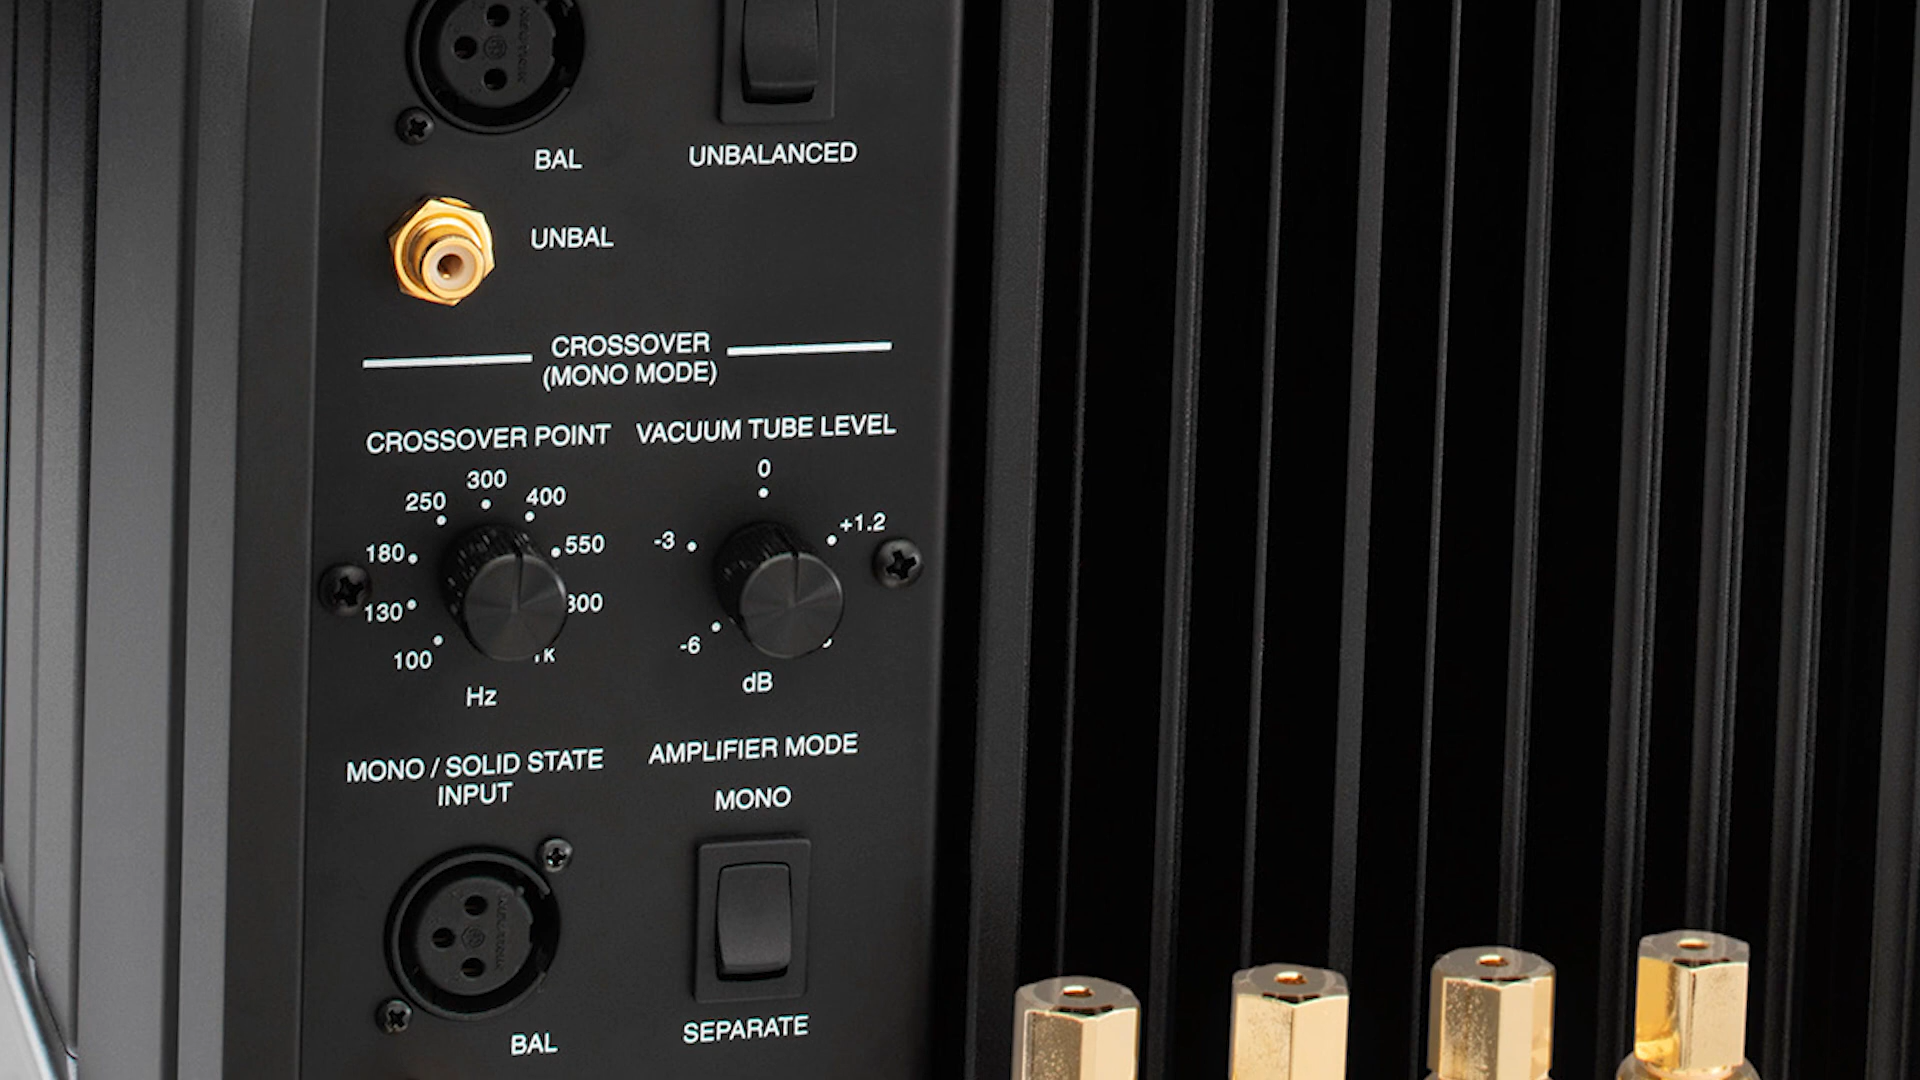 BAL
UNBALANCED
UNBAL
CROSSOVER
(MONO MODE)
CROSSOVER POINT
300
250
400
180
550
130
100
Hz
VACUUM TUBE LEVEL
0
-3
+1.2
-6
dB
MONO / SOLID STATE
INPUT
BAL
AMPLIFIER MODE
MONO
SEPARATE